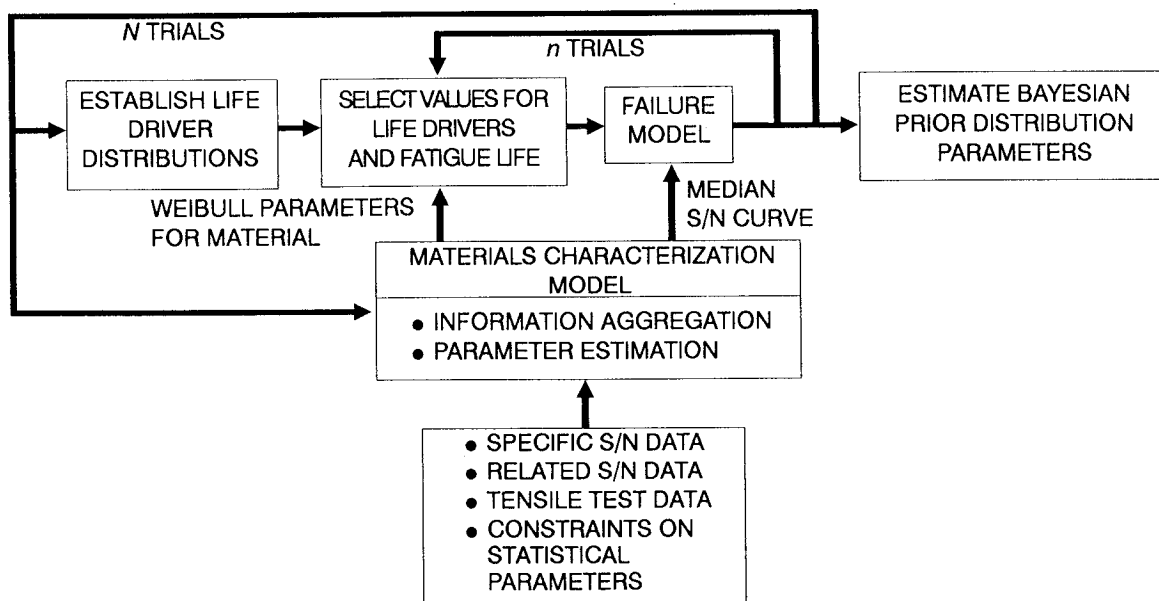 N TRIALS
n TRIALS
ESTABLISH LIFE
DRIVER
DISTRIBUTIONS
SELECT VALUES FOR
LIFE DRIVERS
AND FATIGUE LIFE
FAILURE
MODEL
ESTIMATE BAYESIAN
PRIOR DISTRIBUTION
PARAMETERS
WEIBULL PARAMETERS
FOR MATERIAL
MEDIAN
S/N CURVE
MATERIALS CHARACTERIZATION
MODEL
● INFORMATION AGGREGATION
● PARAMETER ESTIMATION
● SPECIFIC S/N DATA
● RELATED S/N DATA
● TENSILE TEST DATA
● CONSTRAINTS ON
STATISTICAL
PARAMETERS